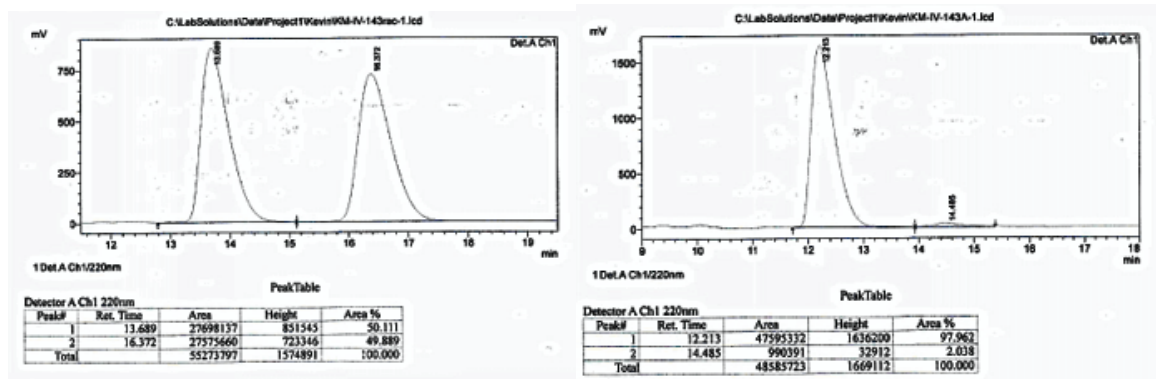 C:\LabSolutions\Data\Project1\Kevin\KM-IV-143rac-1.lcd
mV
Det.A Ch1
13.689
16.372
750
500
250
0
12 13 14 15 16 17 18 19
min
1 Det.A Ch1/220nm
PeakTable
Detector A Ch1 220nm
Peak# Ret. Time Area Height Area %
1 13.689 27698137 851545 50.111
2 16.372 27575660 723346 49.889
Total 55273797 1574891 100.000
C:\LabSolutions\Data\Project1\Kevin\KM-IV-143A-1.lcd
mV
Det.A Ch1
12.213
14.485
1500
1000
500
0
9 10 11 12 13 14 15 16 17 18
min
1 Det.A Ch1/220nm
PeakTable
Detector A Ch1 220nm
Peak# Ret. Time Area Height Area %
1 12.213 47595332 1636200 97.962
2 14.485 990391 32912 2.038
Total 48585723 1669112 100.000